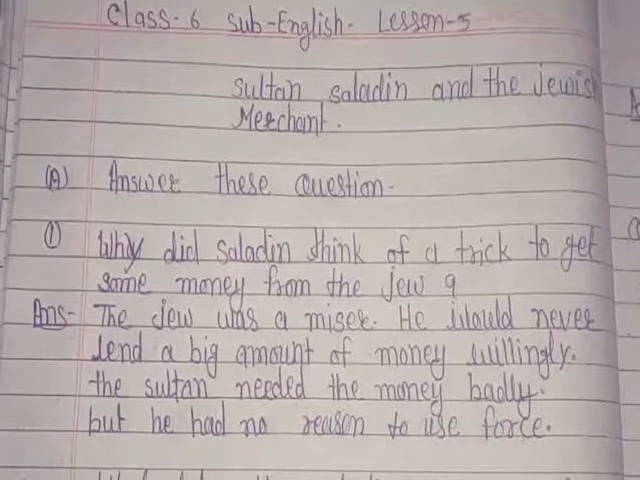 Class-6 Sub-English- Lesson-5
Sultan Saladin and the Jewish
Merchant.
(A) Answer these Question-
(1) Why did Saladin think of a trick to get
some money from the Jew ?
Ans- The Jew was a miser. He would never
lend a big amount of money willingly.
the sultan needed the money badly.
but he had no reason to use force.